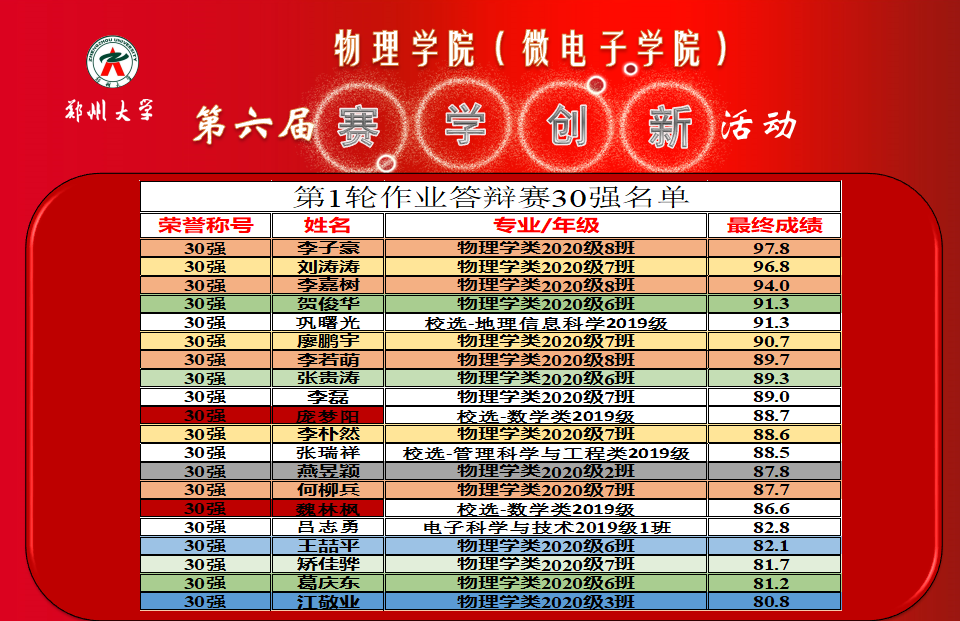 ZHENGZHOU UNIVERSITY
郑州大学
物理学院（微电子学院）
第六届赛学创新活动
第1轮作业答辩赛30强名单
荣誉称号 姓名 专业/年级 最终成绩
30强 李子豪 物理学类2020级8班 97.8
30强 刘涛涛 物理学类2020级7班 96.8
30强 李嘉树 物理学类2020级8班 94.0
30强 贺俊华 物理学类2020级6班 91.3
30强 巩曙光 校选-地理信息科学2019级 91.3
30强 廖鹏宇 物理学类2020级7班 90.7
30强 李若萌 物理学类2020级8班 89.7
30强 张贵涛 物理学类2020级6班 89.3
30强 李磊 物理学类2020级7班 89.0
30强 庞梦阳 校选-数学类2019级 88.7
30强 李朴然 物理学类2020级7班 88.6
30强 张瑞祥 校选-管理科学与工程类2019级 88.5
30强 燕昱颖 物理学类2020级2班 87.8
30强 何柳兵 物理学类2020级7班 87.7
30强 魏林枫 校选-数学类2019级 86.6
30强 吕志勇 电子科学与技术2019级1班 82.8
30强 王喆平 物理学类2020级6班 82.1
30强 矫佳骅 物理学类2020级7班 81.7
30强 葛庆东 物理学类2020级6班 81.2
30强 江敬业 物理学类2020级3班 80.8